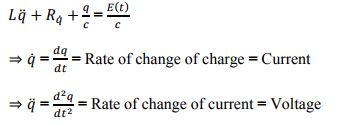 Lq̈ + R_q̇ + q/c = E(t)/c
⇒ q̇ = dq/dt = Rate of change of charge = Current
⇒ q̈ = d²q/dt² = Rate of change of current = Voltage